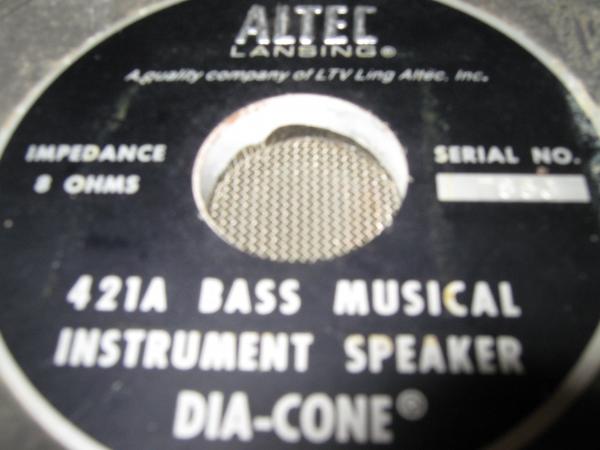 ALTEC
LANSING®
A quality company of LTV Ling Altec, Inc.
IMPEDANCE
8 OHMS
SERIAL NO.
421A BASS MUSICAL
INSTRUMENT SPEAKER
DIA-CONE®